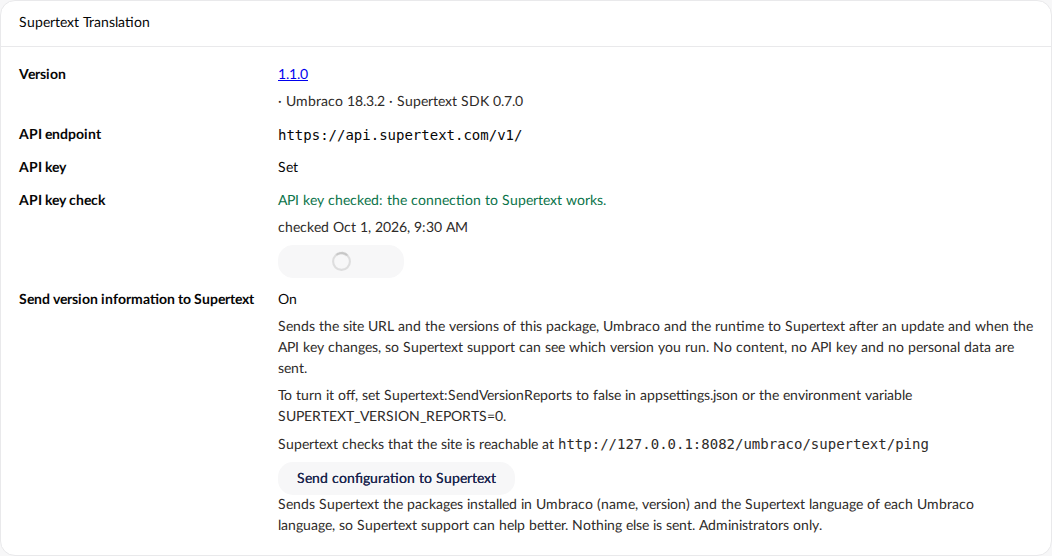 Supertext Translation
Version
1.1.0
· Umbraco 18.3.2 · Supertext SDK 0.7.0
API endpoint
https://api.supertext.com/v1/
API key
Set
API key check
API key checked: the connection to Supertext works.
checked Oct 1, 2026, 9:30 AM
Send version information to Supertext
On
Sends the site URL and the versions of this package, Umbraco and the runtime to Supertext after an update and when the
API key changes, so Supertext support can see which version you run. No content, no API key and no personal data are
sent.
To turn it off, set Supertext:SendVersionReports to false in appsettings.json or the environment variable
SUPERTEXT_VERSION_REPORTS=0.
Supertext checks that the site is reachable at http://127.0.0.1:8082/umbraco/supertext/ping
Send configuration to Supertext
Sends Supertext the packages installed in Umbraco (name, version) and the Supertext language of each Umbraco
language, so Supertext support can help better. Nothing else is sent. Administrators only.